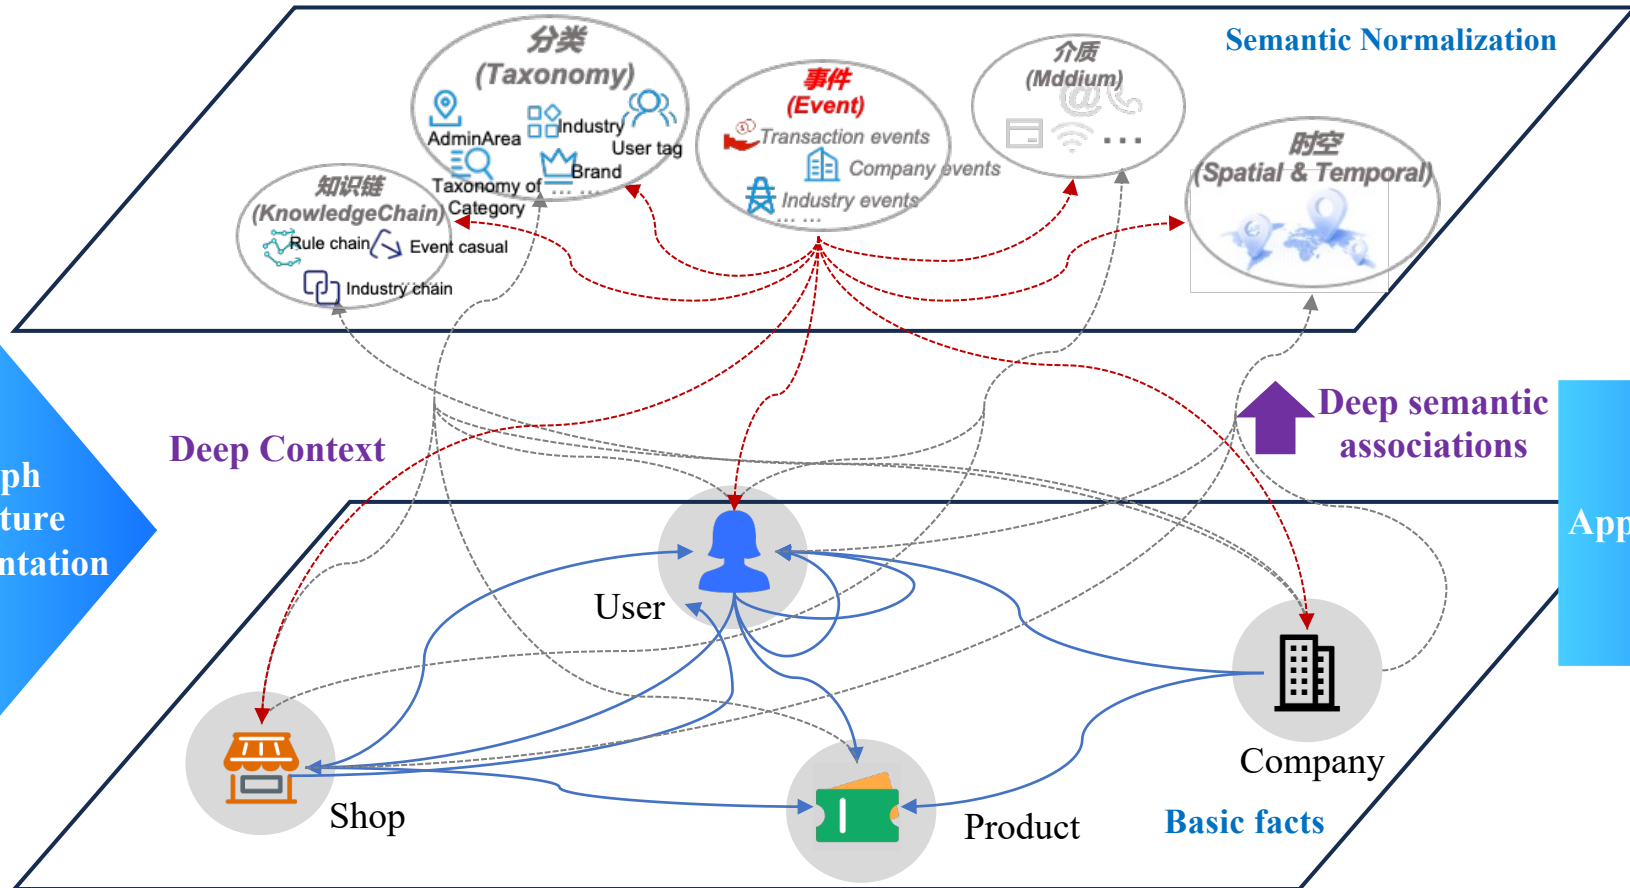 Semantic Normalization
分类
(Taxonomy)
AdminArea
Industry
User tag
Taxonomy of
Category
Brand
... ...
事件
(Event)
Transaction events
Company events
Industry events
... ...
介质
(Mddium)
@
...
时空
(Spatial & Temporal)
知识链
(KnowledgeChain)
Rule chain
Event casual
Industry chain
Deep Context
Deep semantic
associations
ph
ture
ntation
App
User
Shop
Product
Company
Basic facts